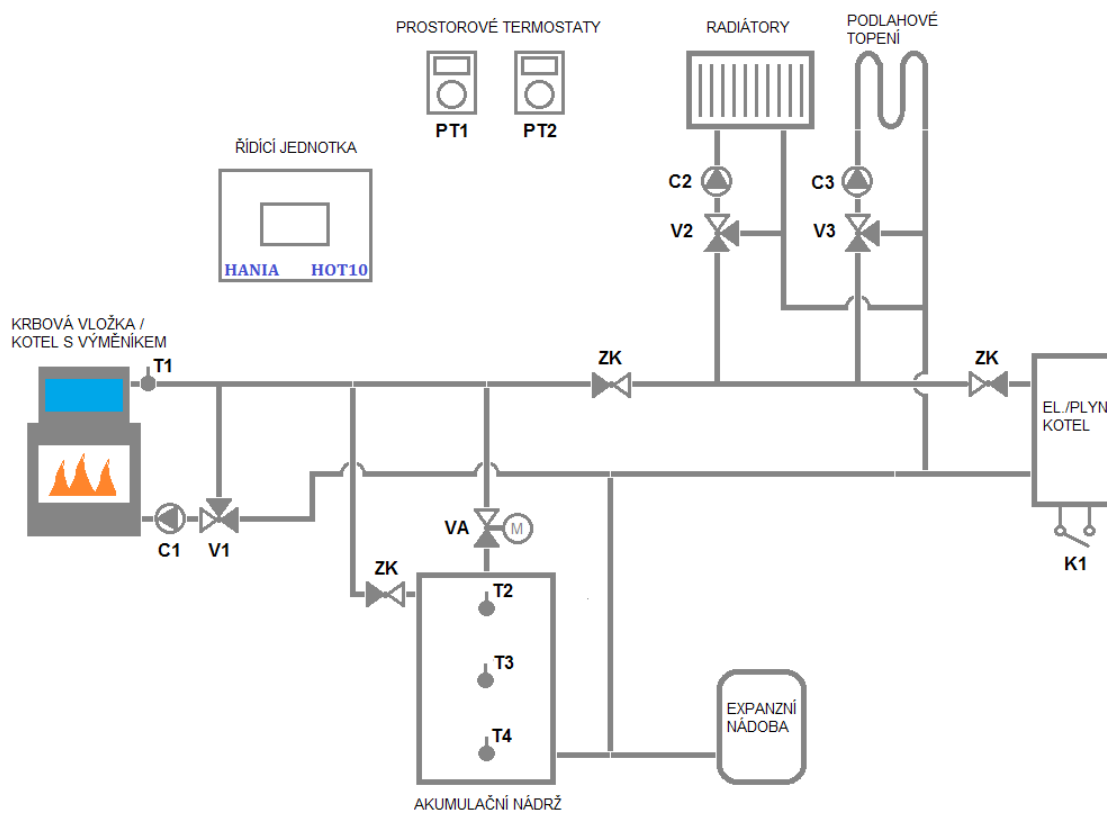 PROSTOROVÉ TERMOSTATY
RADIÁTORY
PODLAHOVÉ
TOPENÍ
PT1
PT2
ŘÍDÍCÍ JEDNOTKA
HANIA HOT10
C2
C3
V2
V3
KRBOVÁ VLOŽKA /
KOTEL S VÝMĚNÍKEM
T1
ZK
ZK
EL./PLYN
KOTEL
C1
V1
VA
M
K1
ZK
T2
T3
T4
EXPANZNÍ
NÁDOBA
AKUMULAČNÍ NÁDRŽ